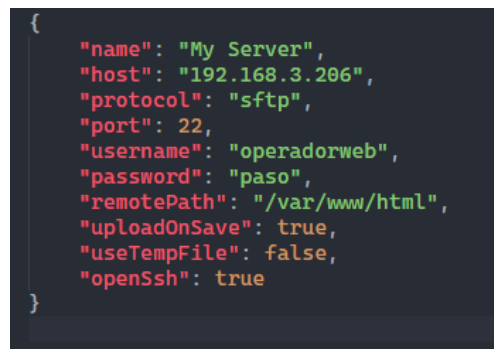 {
"name": "My Server",
"host": "192.168.3.206",
"protocol": "sftp",
"port": 22,
"username": "operadorweb",
"password": "paso",
"remotePath": "/var/www/html",
"uploadOnSave": true,
"useTempFile": false,
"openSsh": true
}